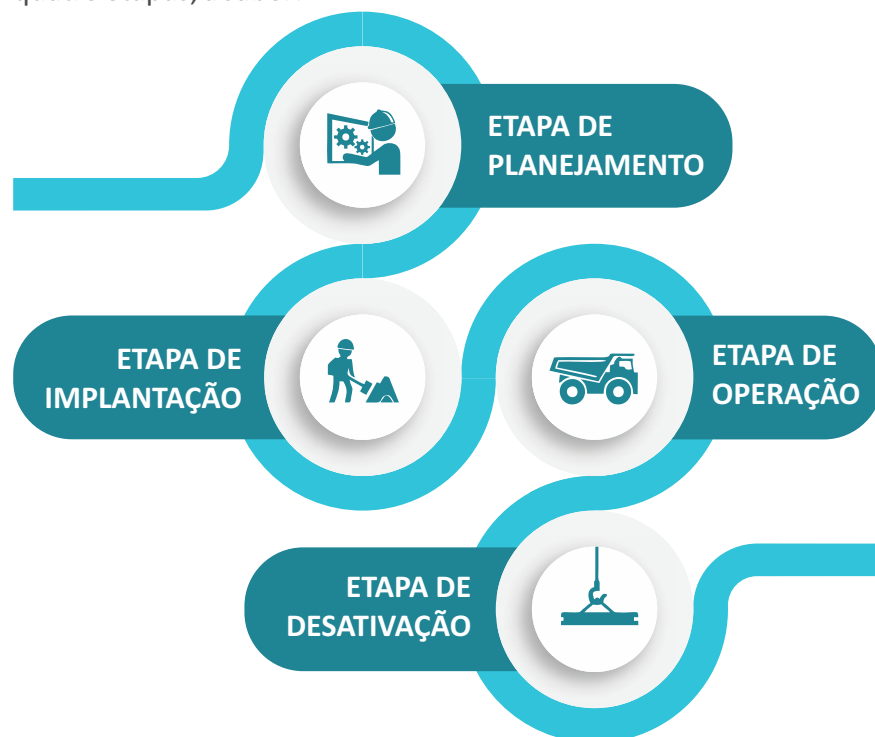 ETAPA DE
PLANEJAMENTO
ETAPA DE
IMPLANTAÇÃO
ETAPA DE
OPERAÇÃO
ETAPA DE
DESATIVAÇÃO